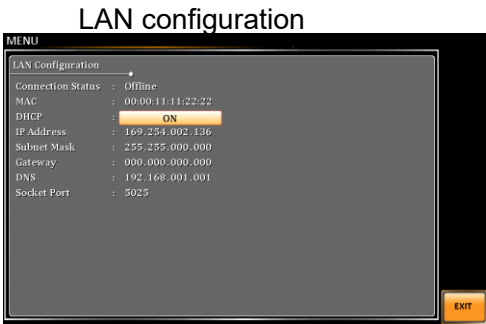 LAN configuration
MENU
LAN Configuration
Connection Status : Offline
MAC : 00:00:11:11:22:22
DHCP : ON
IP Address : 169.254.002.136
Subnet Mask : 255.255.000.000
Gateway : 000.000.000.000
DNS : 192.168.001.001
Socket Port : 5025
EXIT